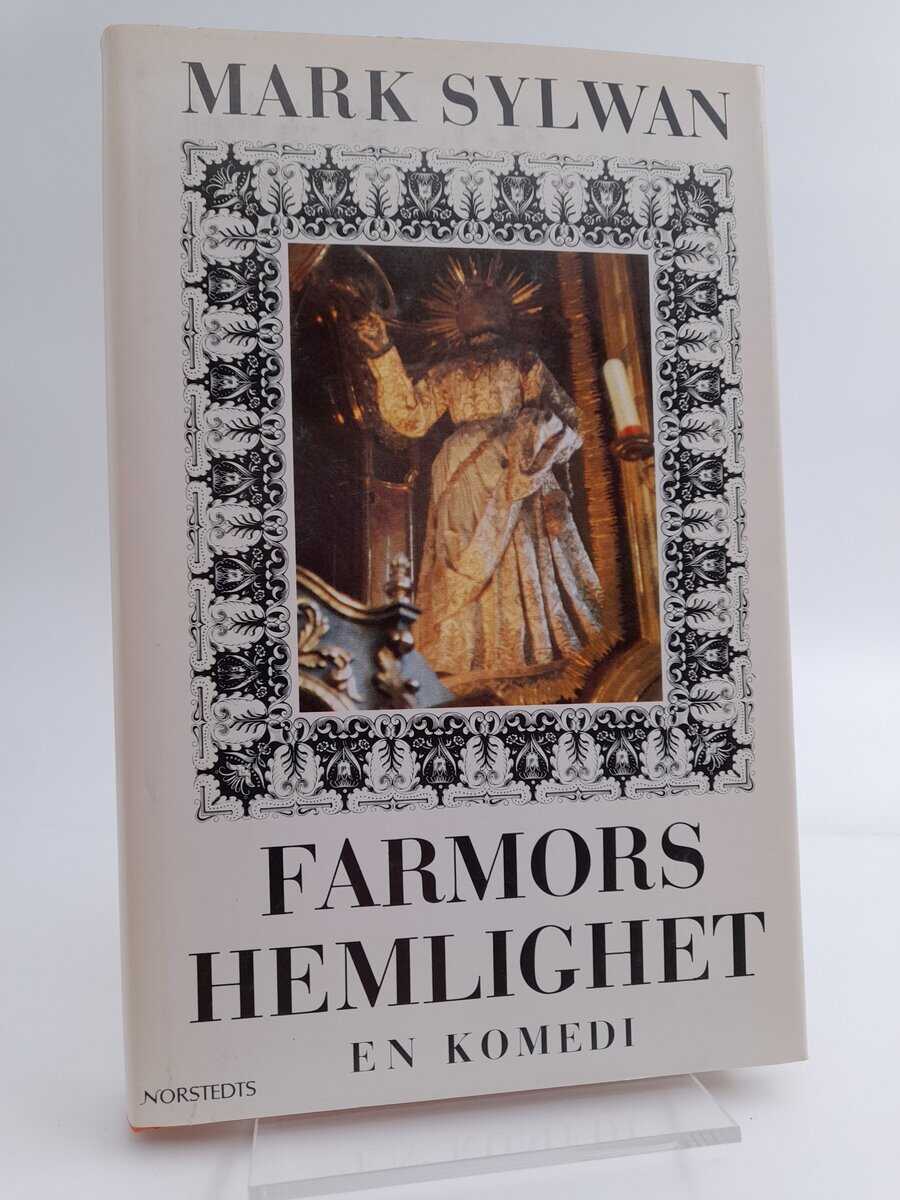 MARK SYLWAN
FARMORS
HEMLIGHET
EN KOMEDI
NORSTEDTS